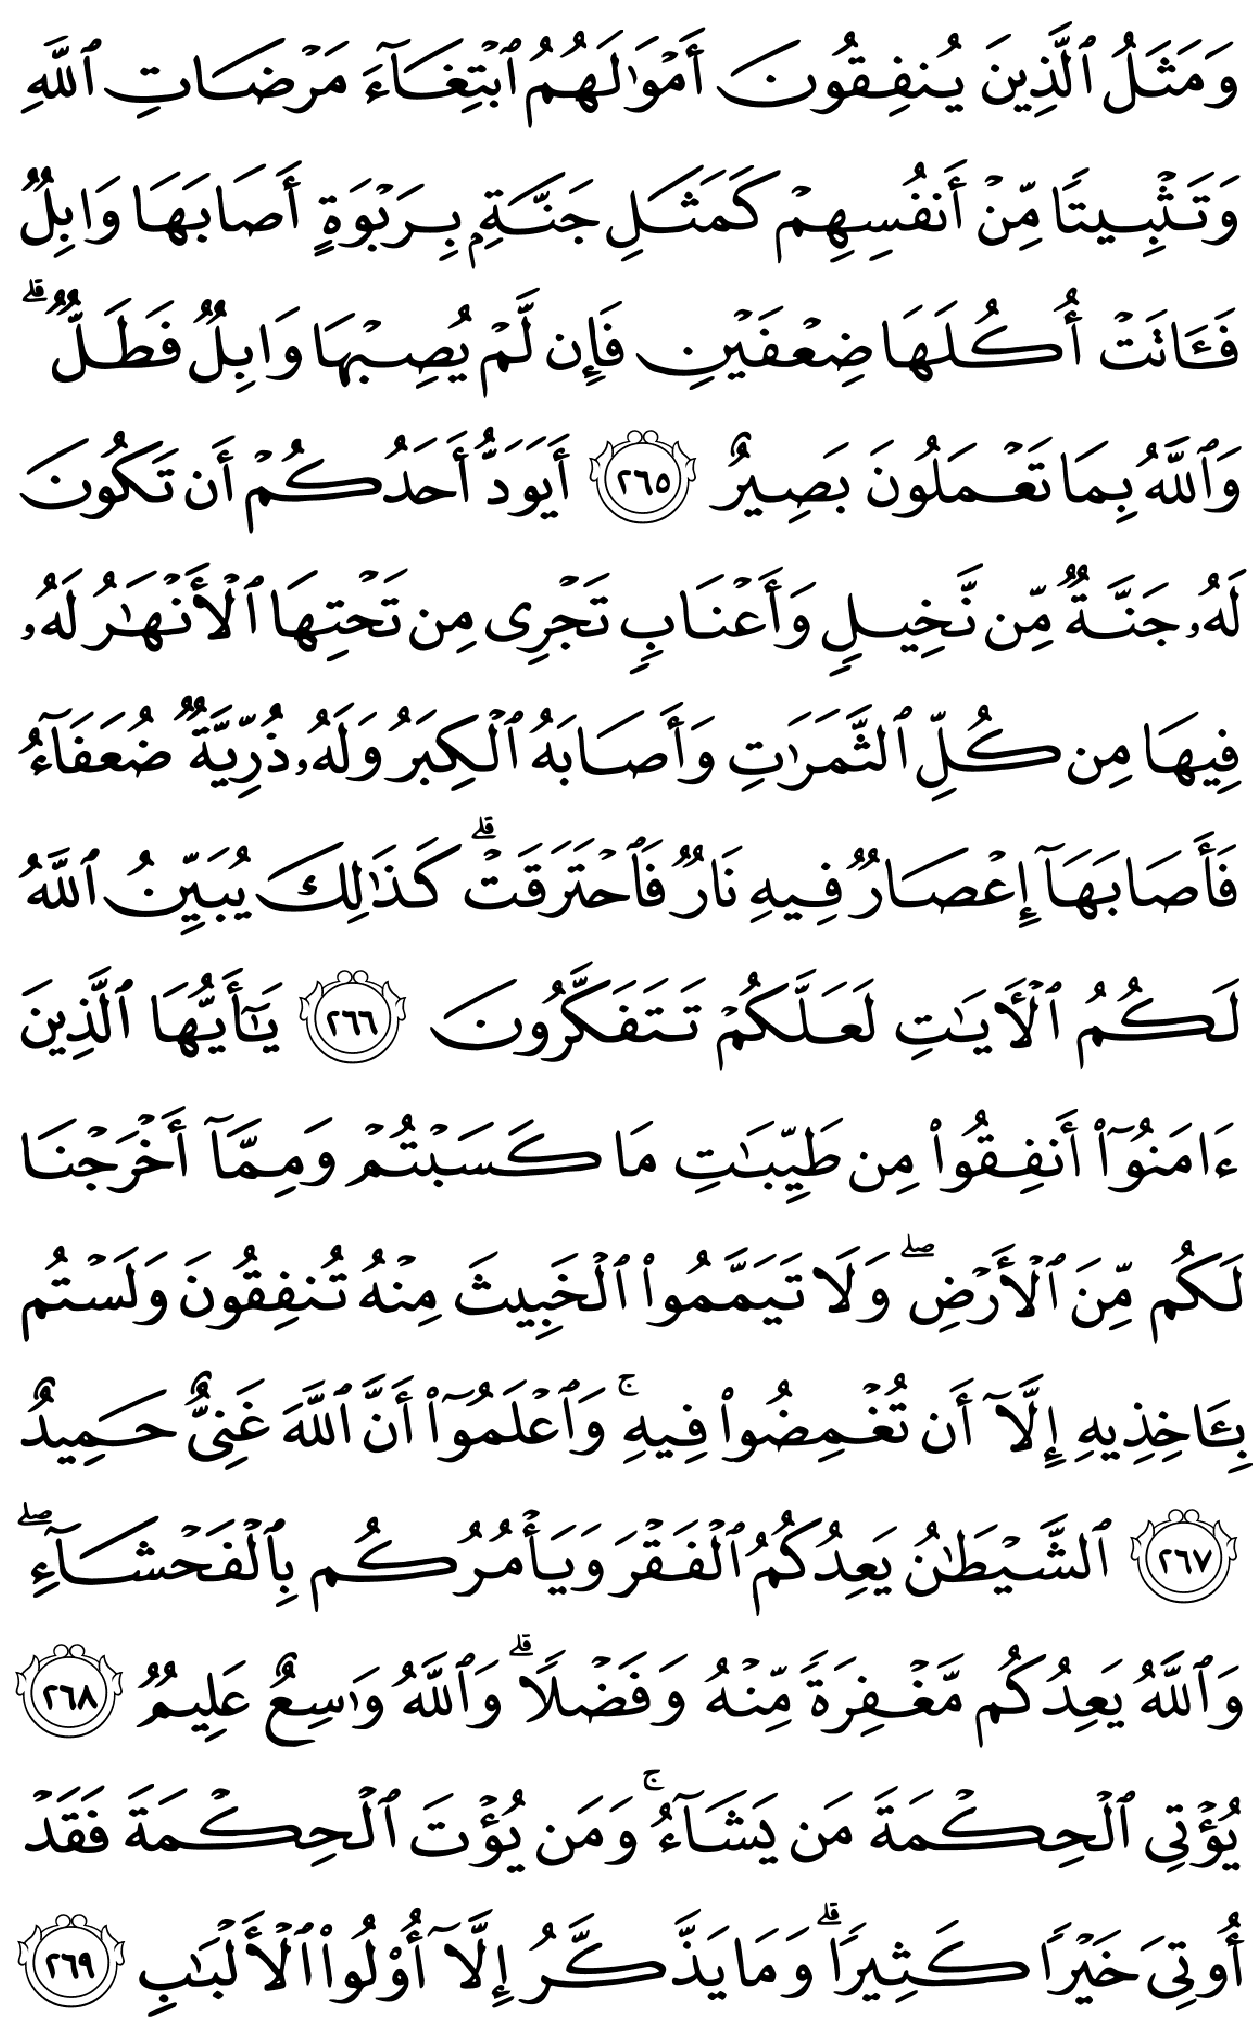 وَمَثَلُ ٱلَّذِينَ يُنفِقُونَ أَمۡوَٰلَهُمُ ٱبۡتِغَآءَ مَرۡضَاتِ ٱللَّهِ
وَتَثۡبِيتٗا مِّنۡ أَنفُسِهِمۡ كَمَثَلِ جَنَّةِۭ بِرَبۡوَةٍ أَصَابَهَا وَابِلٞ
فَـَٔاتَتۡ أُكُلَهَا ضِعۡفَيۡنِ فَإِن لَّمۡ يُصِبۡهَا وَابِلٞ فَطَلّٞۗ
وَٱللَّهُ بِمَا تَعۡمَلُونَ بَصِيرٌ ٢٦٥ أَيَوَدُّ أَحَدُكُمۡ أَن تَكُونَ
لَهُۥ جَنَّةٞ مِّن نَّخِيلٖ وَأَعۡنَابٖ تَجۡرِي مِن تَحۡتِهَا ٱلۡأَنۡهَٰرُ لَهُۥ
فِيهَا مِن كُلِّ ٱلثَّمَرَٰتِ وَأَصَابَهُ ٱلۡكِبَرُ وَلَهُۥ ذُرِّيَّةٞ ضُعَفَآءُ
فَأَصَابَهَآ إِعۡصَارٞ فِيهِ نَارٞ فَٱحۡتَرَقَتۡۗ كَذَٰلِكَ يُبَيِّنُ ٱللَّهُ
لَكُمُ ٱلۡأٓيَٰتِ لَعَلَّكُمۡ تَتَفَكَّرُونَ ٢٦٦ يَٰٓأَيُّهَا ٱلَّذِينَ
ءَامَنُوٓاْ أَنفِقُواْ مِن طَيِّبَٰتِ مَا كَسَبۡتُمۡ وَمِمَّآ أَخۡرَجۡنَا
لَكُم مِّنَ ٱلۡأَرۡضِۖ وَلَا تَيَمَّمُواْ ٱلۡخَبِيثَ مِنۡهُ تُنفِقُونَ وَلَسۡتُم
بِـَٔاخِذِيهِ إِلَّآ أَن تُغۡمِضُواْ فِيهِۚ وَٱعۡلَمُوٓاْ أَنَّ ٱللَّهَ غَنِيٌّ حَمِيدٌ
٢٦٧ ٱلشَّيۡطَٰنُ يَعِدُكُمُ ٱلۡفَقۡرَ وَيَأۡمُرُكُم بِٱلۡفَحۡشَآءِۖ
وَٱللَّهُ يَعِدُكُم مَّغۡفِرَةٗ مِّنۡهُ وَفَضۡلٗاۗ وَٱللَّهُ وَٰسِعٌ عَلِيمٞ ٢٦٨
يُؤۡتِي ٱلۡحِكۡمَةَ مَن يَشَآءُۚ وَمَن يُؤۡتَ ٱلۡحِكۡمَةَ فَقَدۡ
أُوتِيَ خَيۡرٗا كَثِيرٗاۗ وَمَا يَذَّكَّرُ إِلَّآ أُوْلُواْ ٱلۡأَلۡبَٰبِ ٢٦٩